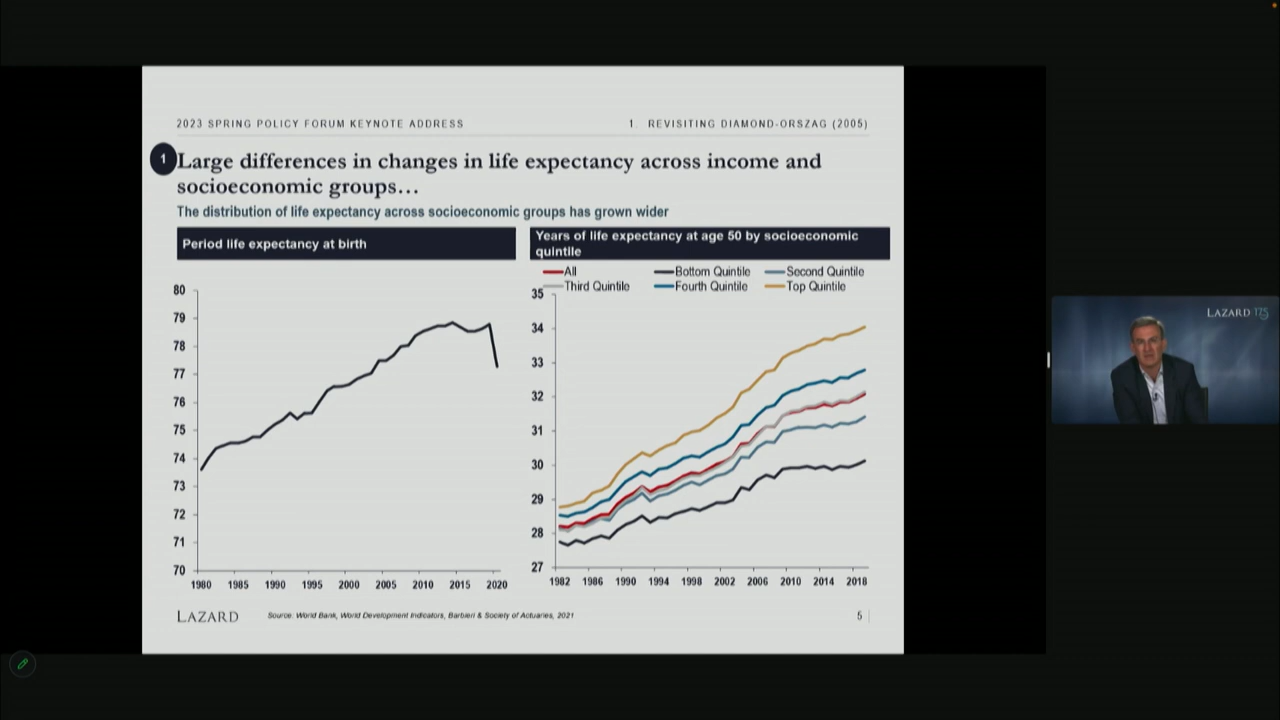 2023 SPRING POLICY FORUM KEYNOTE ADDRESS
1. REVISITING DIAMOND-ORSZAG (2005)
1
Large differences in changes in life expectancy across income and
socioeconomic groups…
The distribution of life expectancy across socioeconomic groups has grown wider
Period life expectancy at birth
80
79
78
77
76
75
74
73
72
71
70
1980 1985 1990 1995 2000 2005 2010 2015 2020
Years of life expectancy at age 50 by socioeconomic
quintile
All Bottom Quintile Second Quintile
Third Quintile Fourth Quintile Top Quintile
35
34
33
32
31
30
29
28
27
1982 1986 1990 1994 1998 2002 2006 2010 2014 2018
LAZARD
Source: World Bank, World Development Indicators, Barbieri & Society of Actuaries, 2021
5
LAZARD 175